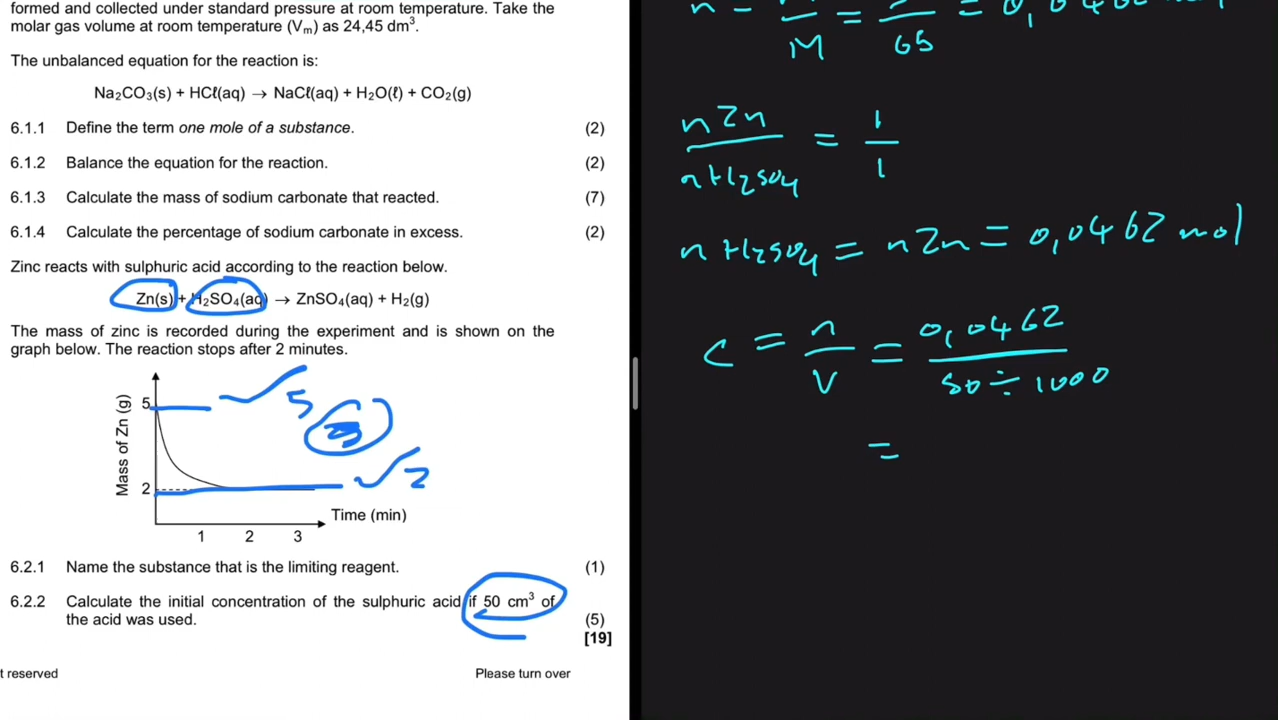 formed and collected under standard pressure at room temperature. Take the
molar gas volume at room temperature (Vm) as 24,45 dm³.
The unbalanced equation for the reaction is:
Na₂CO₃(s) + HCℓ(aq) → NaCℓ(aq) + H₂O(ℓ) + CO₂(g)
6.1.1 Define the term one mole of a substance. (2)
6.1.2 Balance the equation for the reaction. (2)
6.1.3 Calculate the mass of sodium carbonate that reacted. (7)
6.1.4 Calculate the percentage of sodium carbonate in excess. (2)
Zinc reacts with sulphuric acid according to the reaction below.
Zn(s) + H₂SO₄(aq) → ZnSO₄(aq) + H₂(g)
The mass of zinc is recorded during the experiment and is shown on the
graph below. The reaction stops after 2 minutes.
Mass of Zn (g)
5
5
2
2
Time (min)
1 2 3
6.2.1 Name the substance that is the limiting reagent. (1)
6.2.2 Calculate the initial concentration of the sulphuric acid if 50 cm³ of
the acid was used. (5)
[19]
t reserved Please turn over
M = 65 =
nZn / nH₂SO₄ = 1 / 1
nH₂SO₄ = nZn = 0,0462 mol
c = n / V = 0,0462 / 50 ÷ 1000
=